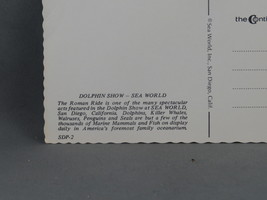 DOLPHIN SHOW — SEA WORLD
The Roman Ride is one of the many spectacular
acts featured in the Dolphin Show at SEA WORLD,
San Diego, California. Dolphins, Killer Whales,
Walruses, Penguins and Seals are but a few of the
thousands of Marine Mammals and Fish on display
daily in America's foremost family oceanarium.
SDP-2
© Sea World, Inc., San Diego, Calif.
the